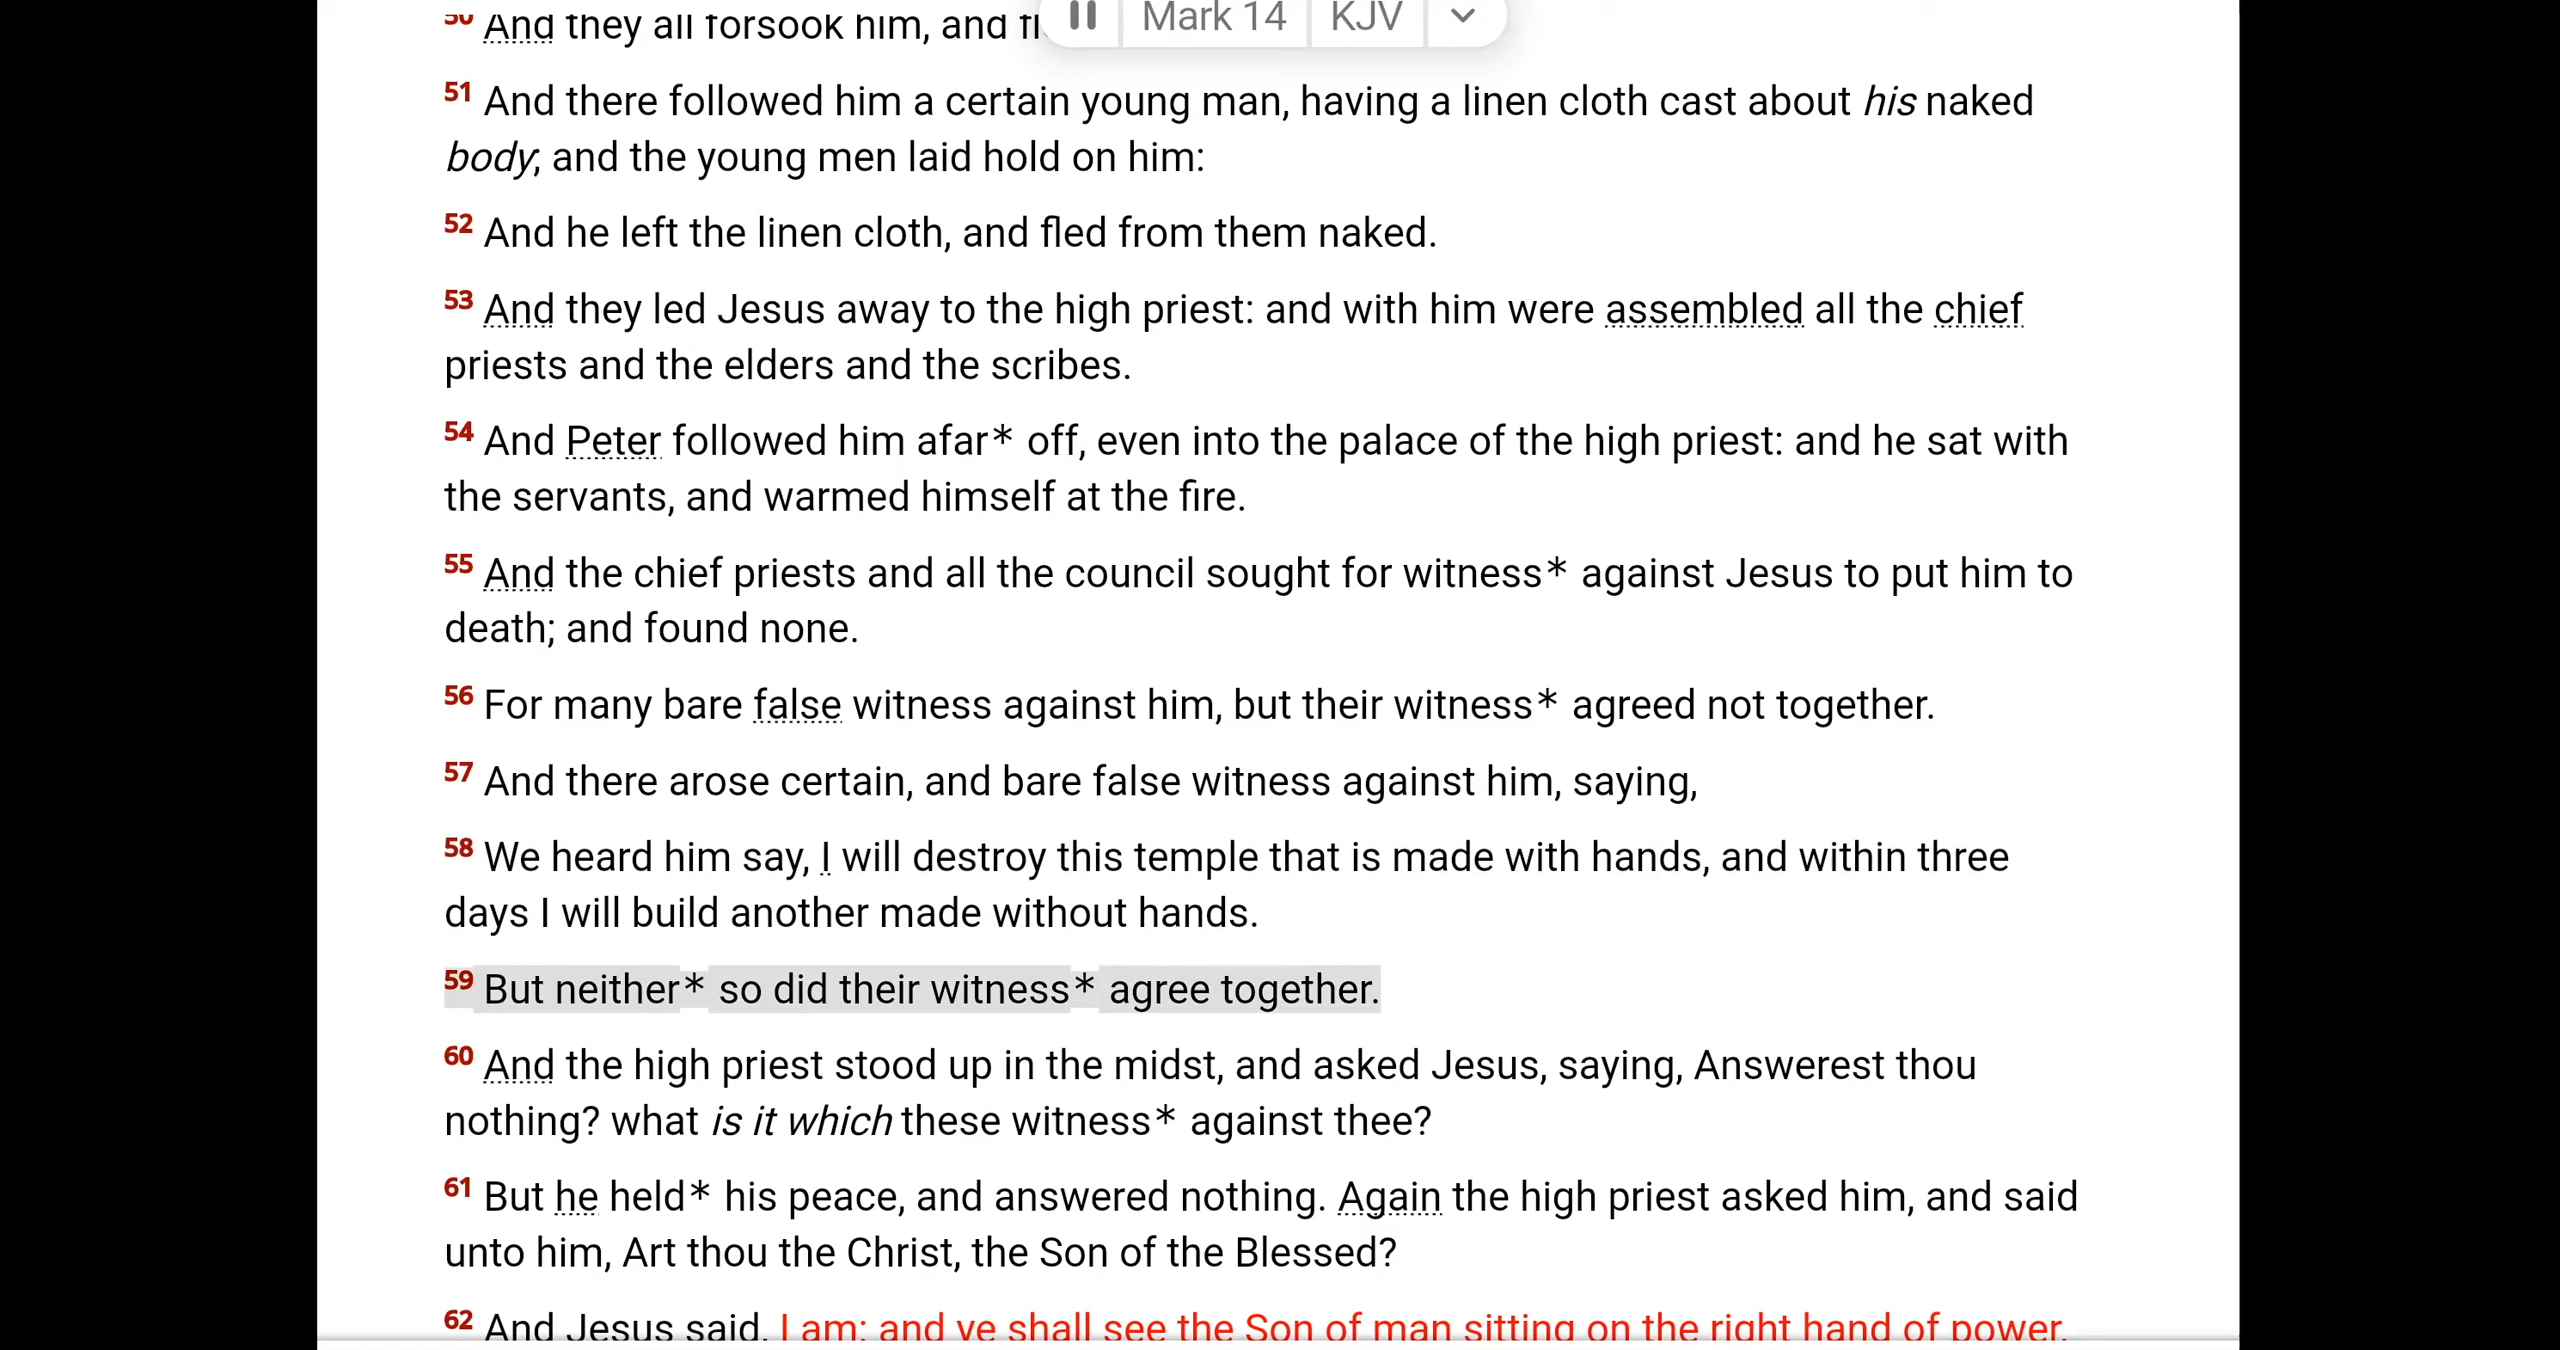 Mark 14 KJV
50 And they all forsook him, and
51 And there followed him a certain young man, having a linen cloth cast about his naked
body; and the young men laid hold on him:
52 And he left the linen cloth, and fled from them naked.
53 And they led Jesus away to the high priest: and with him were assembled all the chief
priests and the elders and the scribes.
54 And Peter followed him afar* off, even into the palace of the high priest: and he sat with
the servants, and warmed himself at the fire.
55 And the chief priests and all the council sought for witness* against Jesus to put him to
death; and found none.
56 For many bare false witness against him, but their witness* agreed not together.
57 And there arose certain, and bare false witness against him, saying,
58 We heard him say, I will destroy this temple that is made with hands, and within three
days I will build another made without hands.
59 But neither* so did their witness* agree together.
60 And the high priest stood up in the midst, and asked Jesus, saying, Answerest thou
nothing? what is it which these witness* against thee?
61 But he held* his peace, and answered nothing. Again the high priest asked him, and said
unto him, Art thou the Christ, the Son of the Blessed?
62 And Jesus said, I am: and ye shall see the Son of man sitting on the right hand of power,